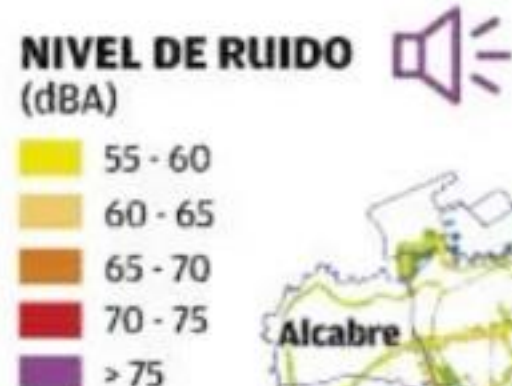 NIVEL DE RUIDO
(dBA)
55 - 60
60 - 65
65 - 70
70 - 75
> 75
Alcabre